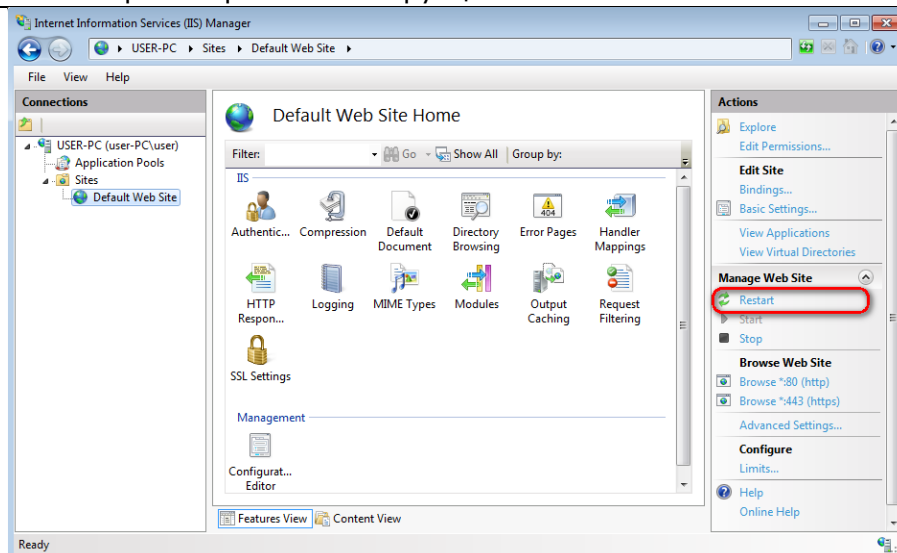 Internet Information Services (IIS) Manager
USER-PC Sites Default Web Site
File View Help
Connections
USER-PC (user-PC\user)
Application Pools
Sites
Default Web Site
Default Web Site Home
Filter: Go Show All Group by:
IIS
Authentic... Compression Default Document Directory Browsing Error Pages Handler Mappings
HTTP Respon... Logging MIME Types Modules Output Caching Request Filtering
SSL Settings
Management
Configurat... Editor
Features View Content View
Actions
Explore
Edit Permissions...
Edit Site
Bindings...
Basic Settings...
View Applications
View Virtual Directories
Manage Web Site
Restart
Start
Stop
Browse Web Site
Browse *:80 (http)
Browse *:443 (https)
Advanced Settings...
Configure
Limits...
Help
Online Help
Ready